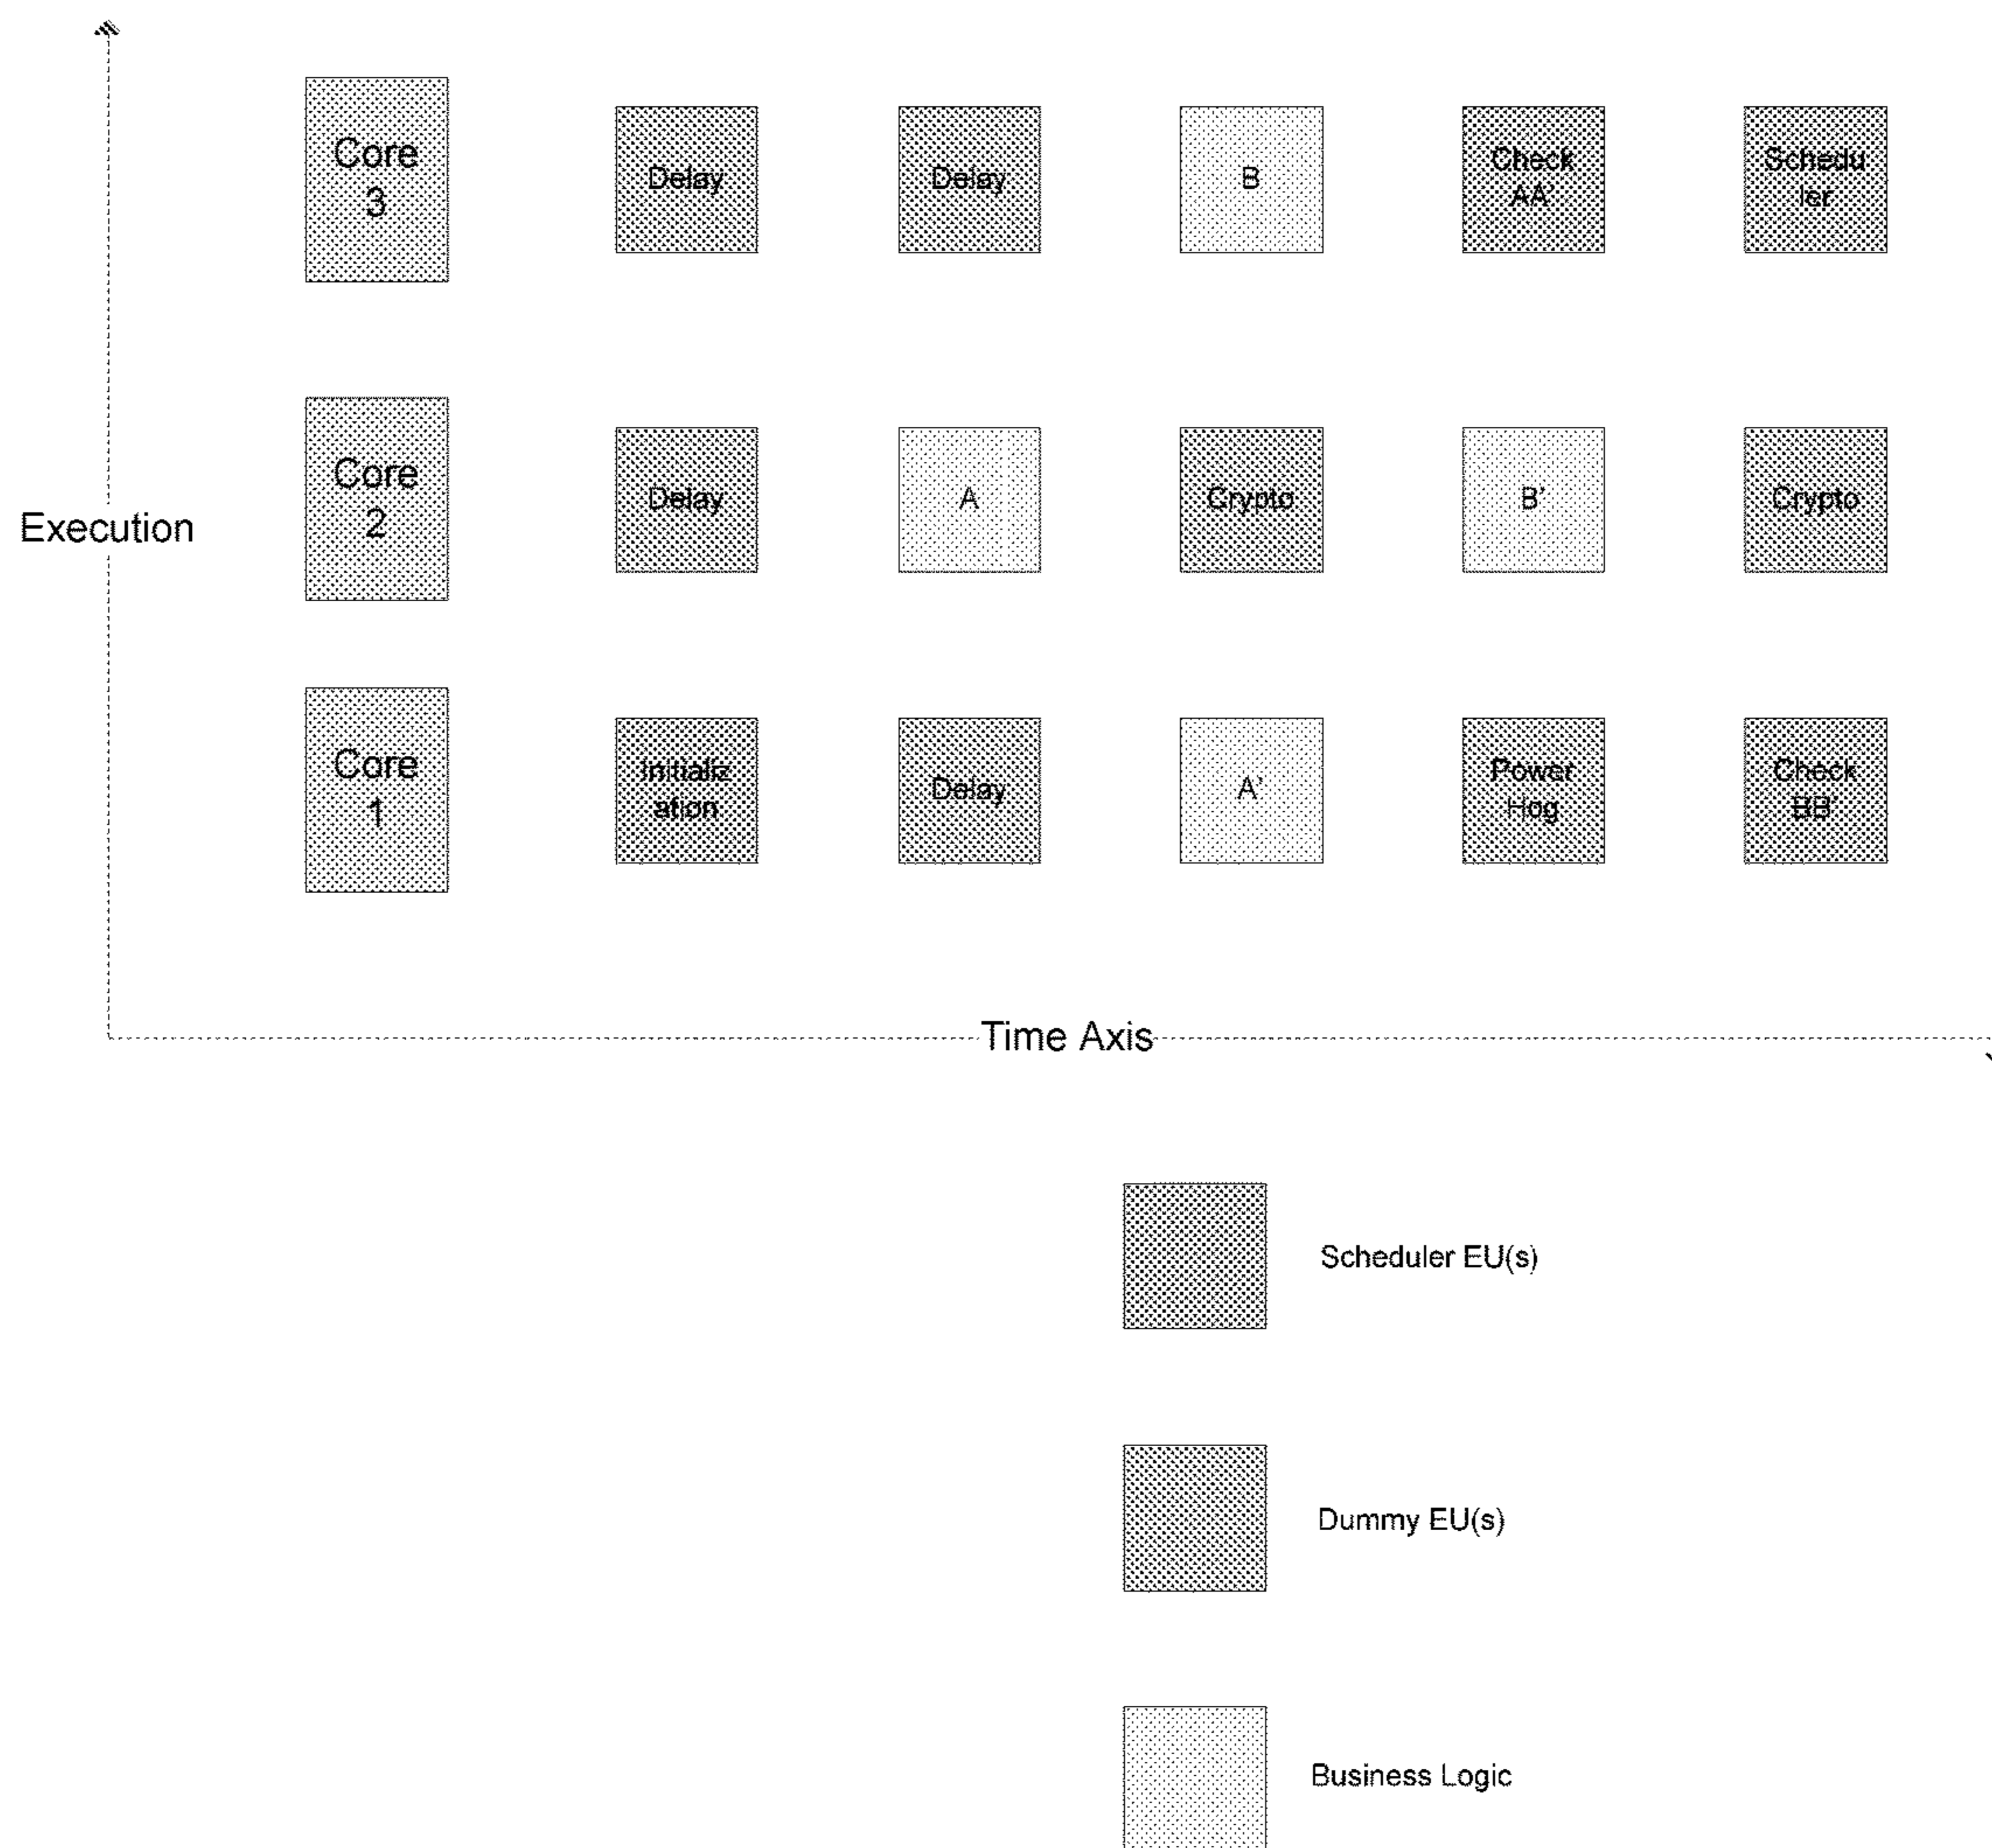 Core
3
Delay
Delay
B
Check
AA'
Schedu
ler
Execution
Core
2
Delay
A
Crypto
B'
Crypto
Core
1
Initializ
ation
Delay
A'
Power
Hog
Check
BB'
Time Axis
Scheduler EU(s)
Dummy EU(s)
Business Logic